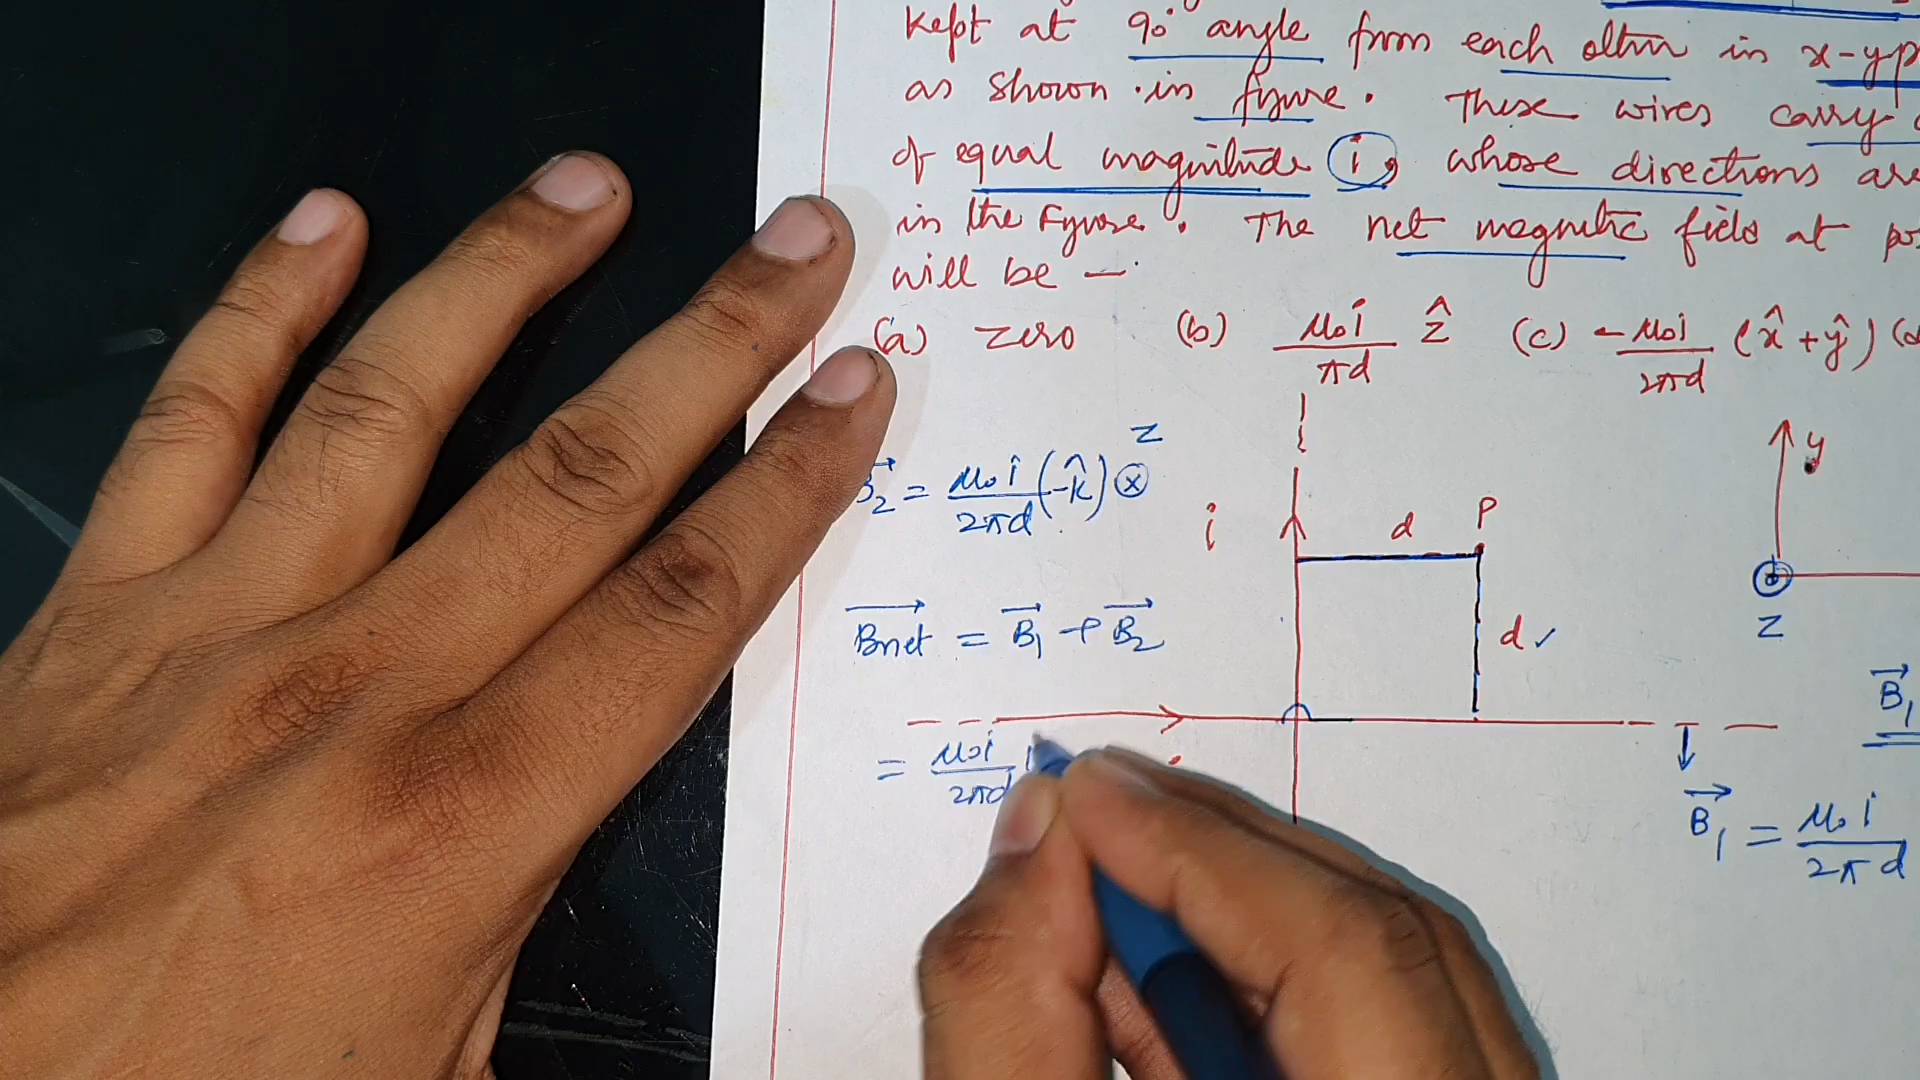 Kept at 90° angle from each other in x-y p
as shown in figure. These wires carry
of equal magnitude i, whose directions are
in the Figure. The net magnetic field at po
will be —
(a) zero (b) μ₀i/πd ẑ (c) -μ₀i/2πd (x̂ + ŷ) (d
B₂ = μ₀i/2πd (-k̂) ⊗ Z
i d P
y
Z
Bnet = B₁ + B₂
d ✓
B₁
= μ₀i/2πd
B₁ = μ₀i/2πd